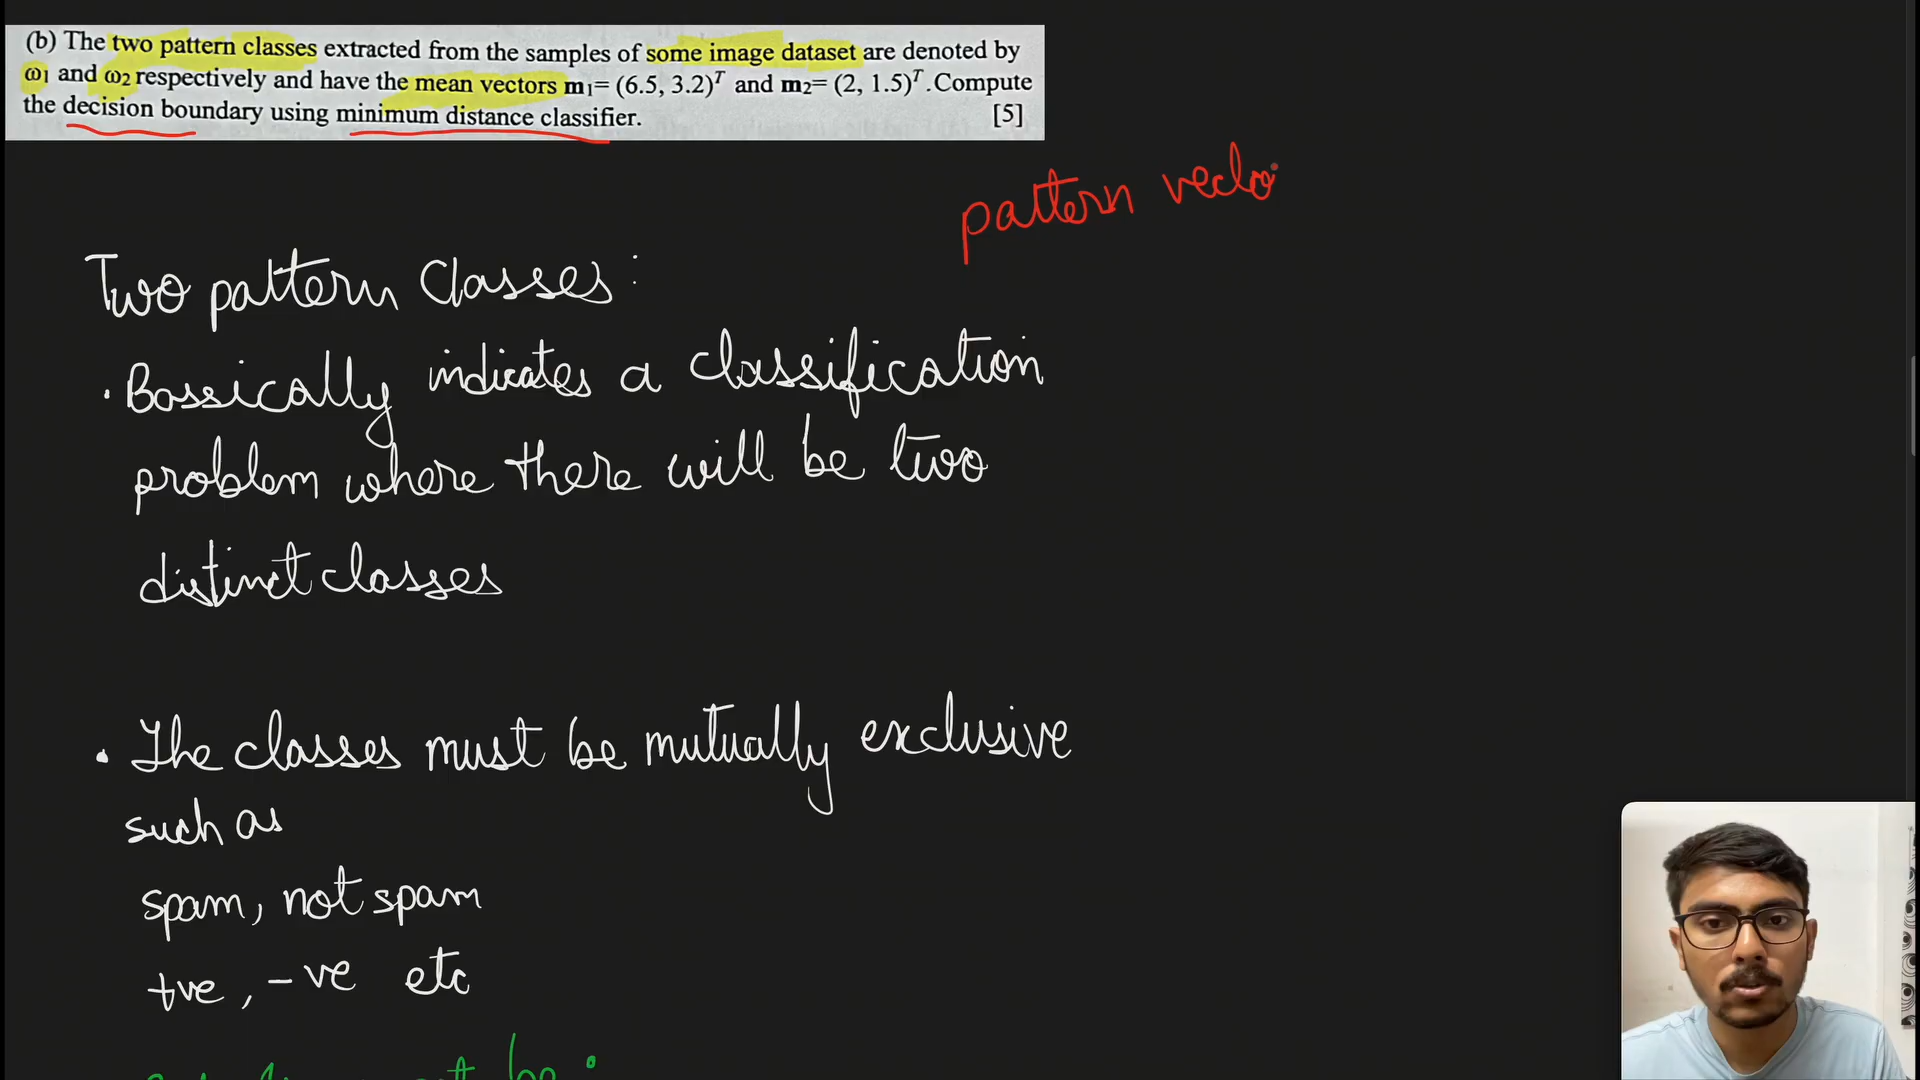 (b) The two pattern classes extracted from the samples of some image dataset are denoted by
ω1 and ω2 respectively and have the mean vectors m1= (6.5, 3.2)T and m2= (2, 1.5)T.Compute
the decision boundary using minimum distance classifier. [5]
pattern vecto
Two pattern classes:
• Bassically indicates a classification
problem where there will be two
distinct classes
• The classes must be mutually exclusive
such as
spam, not spam
+ve, -ve etc
be :